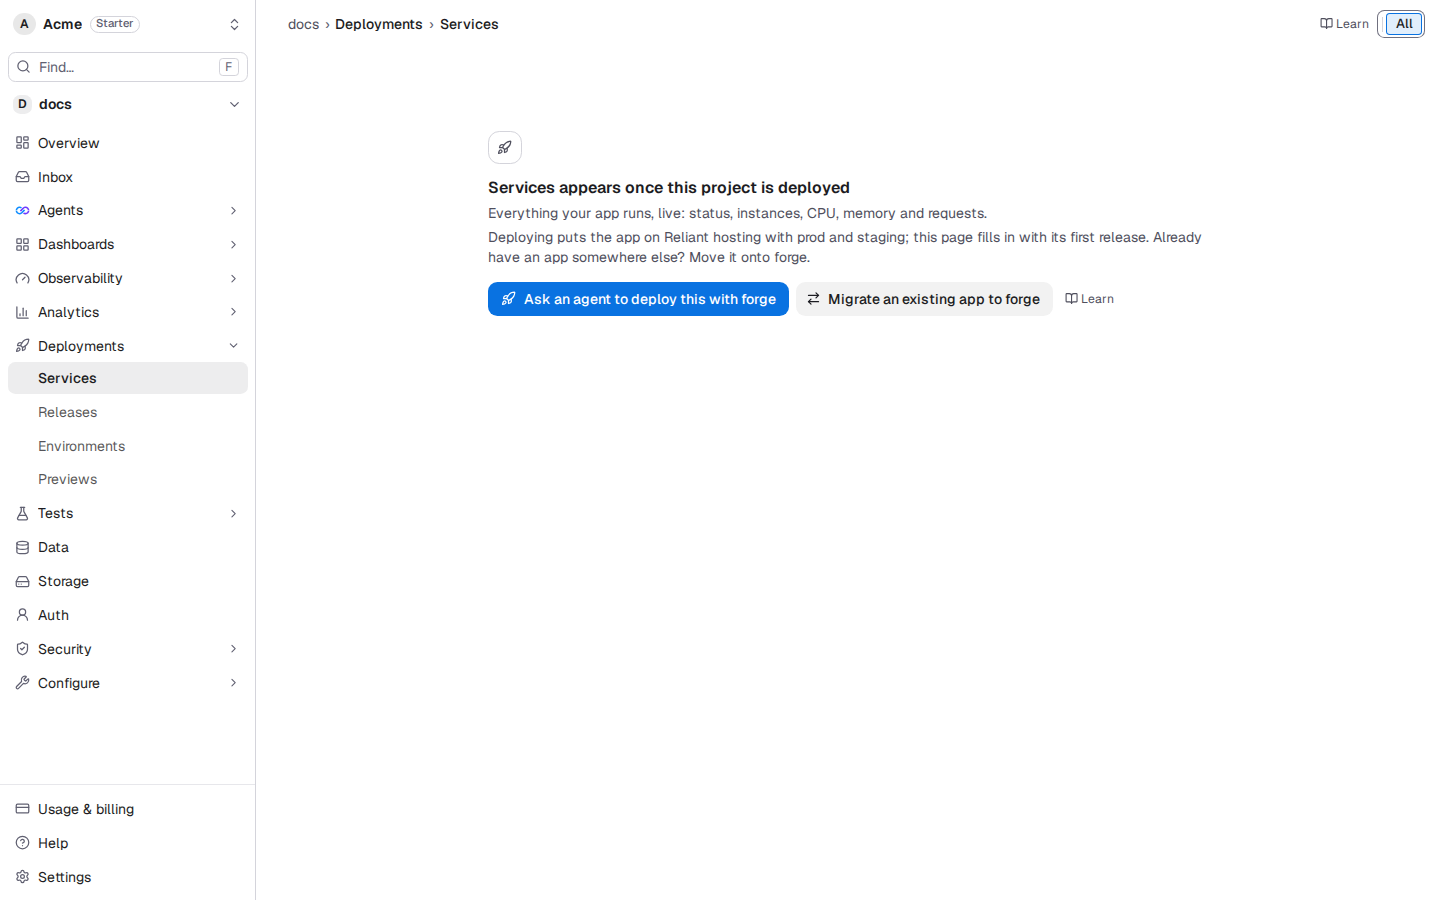 A Acme Starter
Find... F
D docs
Overview
Inbox
Agents
Dashboards
Observability
Analytics
Deployments
Services
Releases
Environments
Previews
Tests
Data
Storage
Auth
Security
Configure
Usage & billing
Help
Settings
docs › Deployments › Services
Learn All
Services appears once this project is deployed
Everything your app runs, live: status, instances, CPU, memory and requests.
Deploying puts the app on Reliant hosting with prod and staging; this page fills in with its first release. Already
have an app somewhere else? Move it onto forge.
Ask an agent to deploy this with forge Migrate an existing app to forge Learn